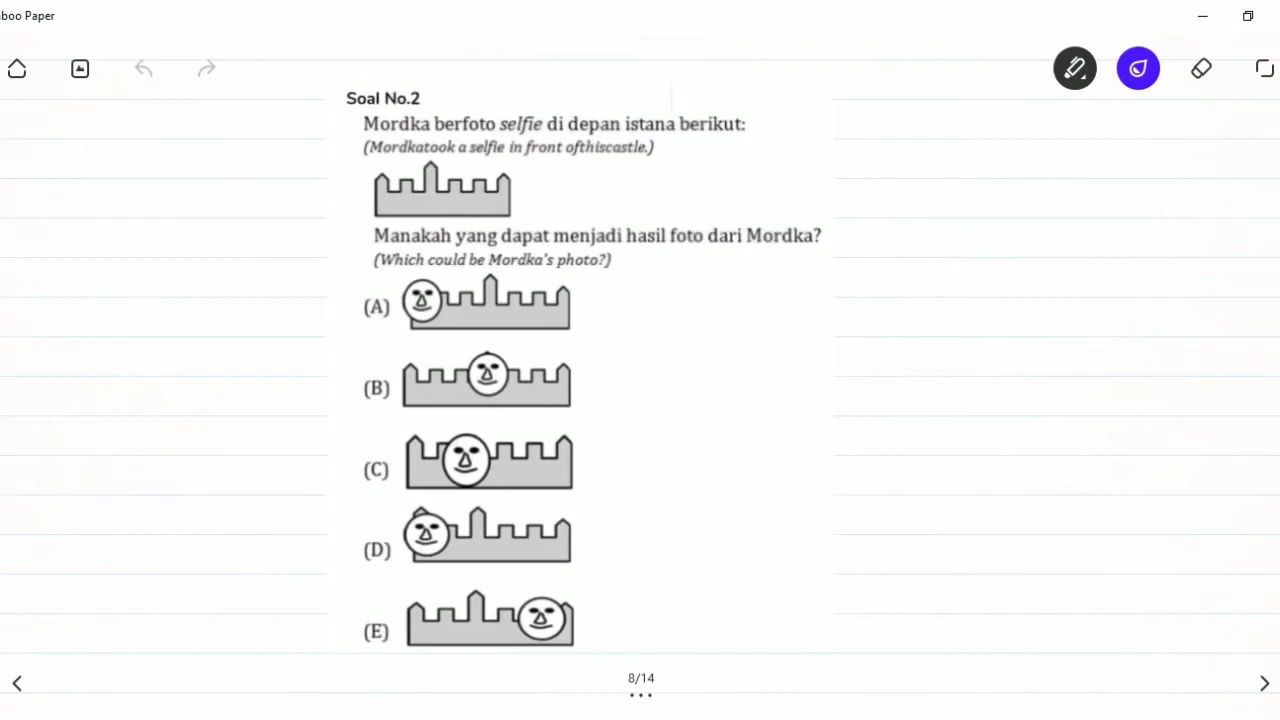 boo Paper
Soal No.2
Mordka berfoto selfie di depan istana berikut:
(Mordkatook a selfie in front ofthiscastle.)
Manakah yang dapat menjadi hasil foto dari Mordka?
(Which could be Mordka's photo?)
(A)
(B)
(C)
(D)
(E)
8/14